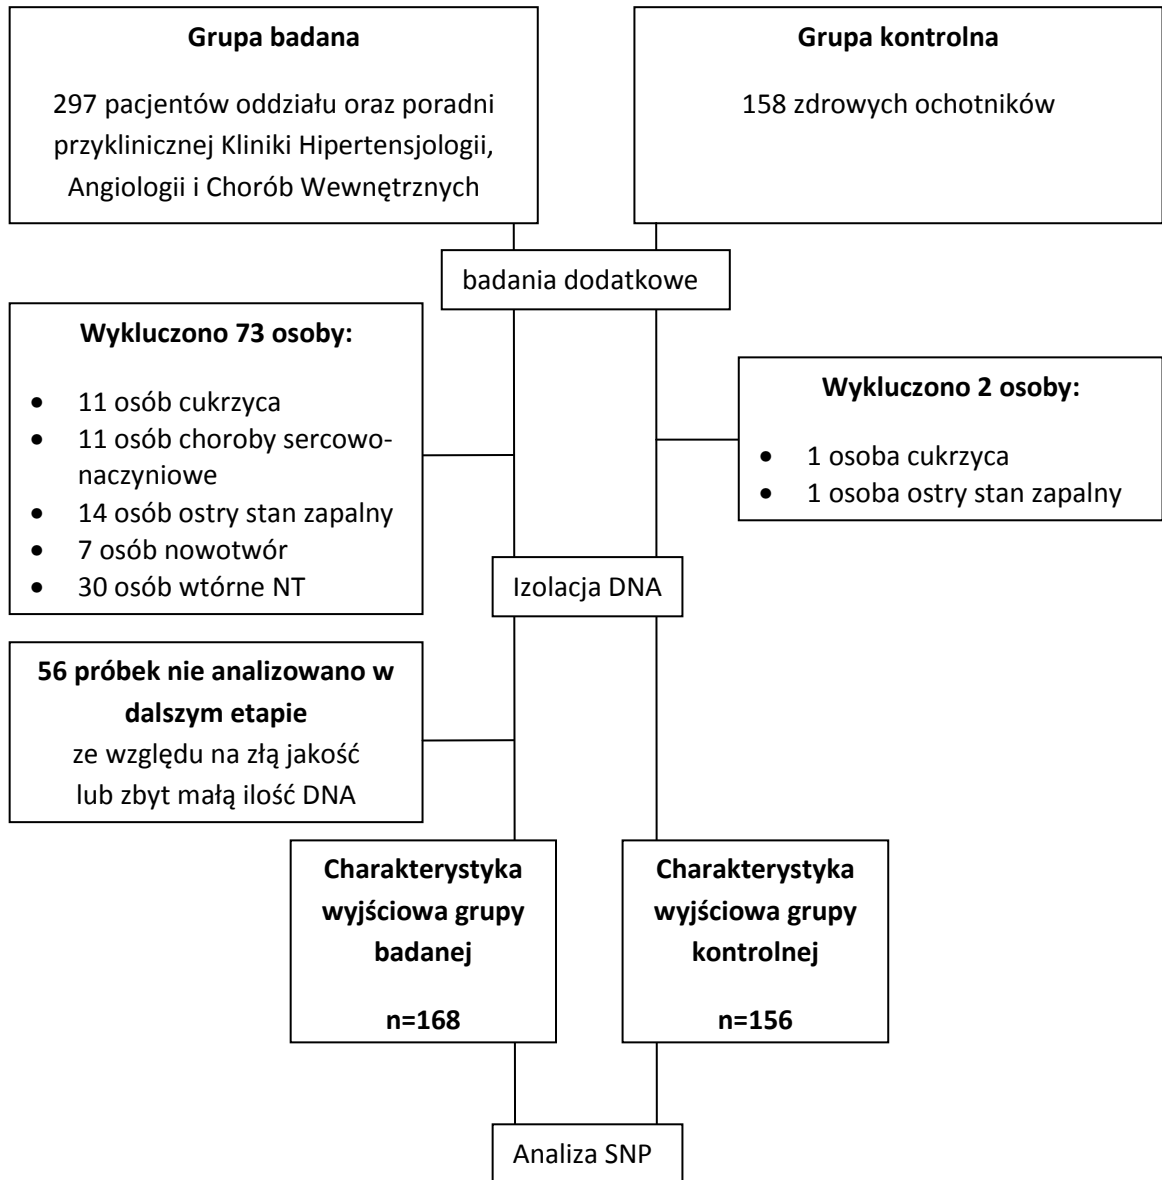 Grupa badana
297 pacjentów oddziału oraz poradni
przyklinicznej Kliniki Hipertensjologii,
Angiologii i Chorób Wewnętrznych
Grupa kontrolna
158 zdrowych ochotników
badania dodatkowe
Wykluczono 73 osoby:
• 11 osób cukrzyca
• 11 osób choroby sercowo-
naczyniowe
• 14 osób ostry stan zapalny
• 7 osób nowotwór
• 30 osób wtórne NT
Wykluczono 2 osoby:
• 1 osoba cukrzyca
• 1 osoba ostry stan zapalny
Izolacja DNA
56 próbek nie analizowano w
dalszym etapie
ze względu na złą jakość
lub zbyt małą ilość DNA
Charakterystyka
wyjściowa grupy
badanej
n=168
Charakterystyka
wyjściowa grupy
kontrolnej
n=156
Analiza SNP